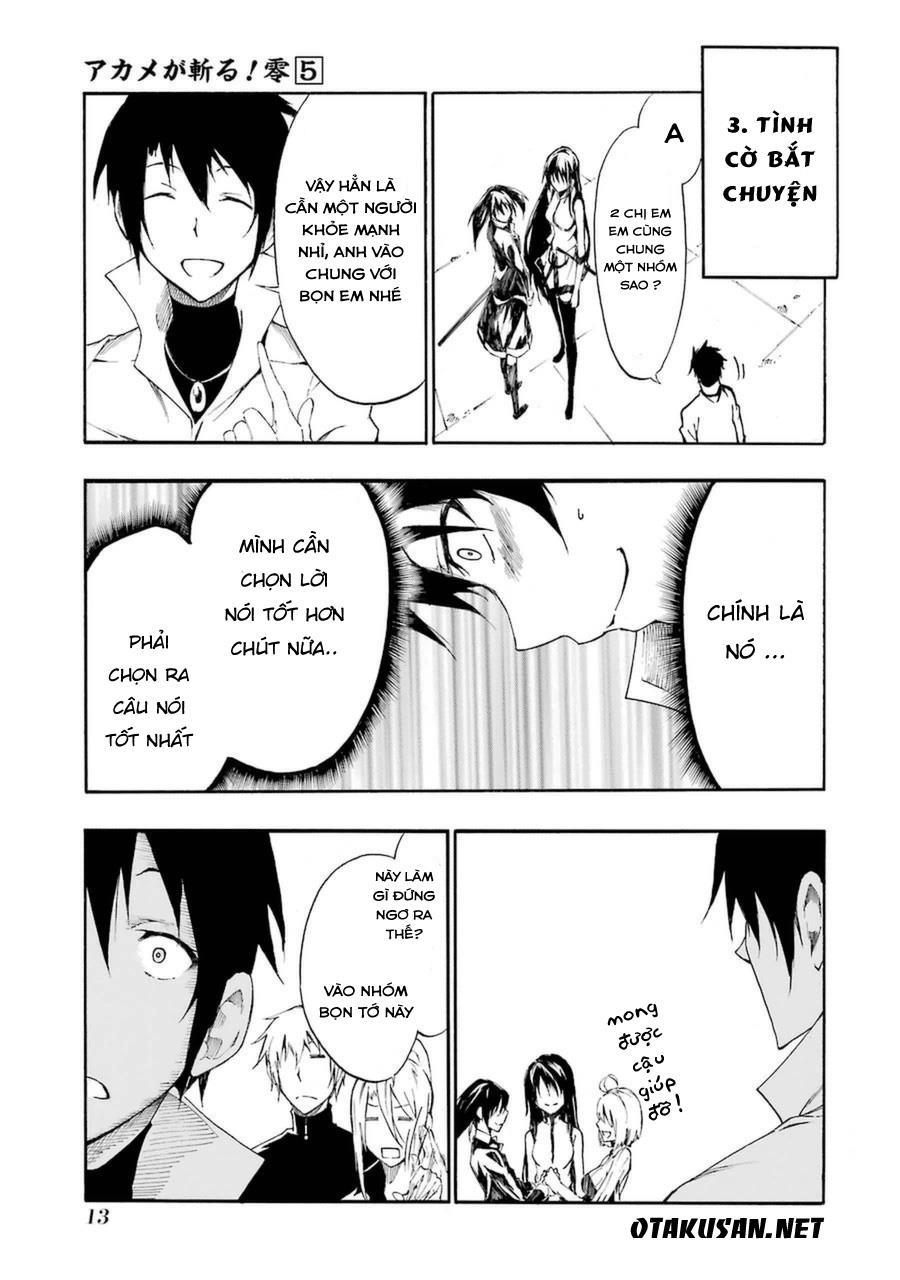 アカメが斬る！零5
3. TÌNH
CỜ BẮT
CHUYỆN
A
2 CHỊ EM
EM CÙNG
CHUNG
MỘT NHÓM
SAO ?
VẬY HẲN LÀ
CẦN MỘT NGƯỜI
KHỎE MẠNH
NHỈ, ANH VÀO
CHUNG VỚI
BỌN EM NHÉ
CHÍNH LÀ
NÓ ...
MÌNH CẦN
CHỌN LỜI
NÓI TỐT HƠN
CHÚT NỮA..
PHẢI
CHỌN RA
CÂU NÓI
TỐT NHẤT
mong
được
cậu
giúp
đỡ!
NÀY LÀM
GÌ ĐỨNG
NGƠ RA
THẾ?
VÀO NHÓM
BỌN TỚ NÀY
13
OTAKUSAN.NET